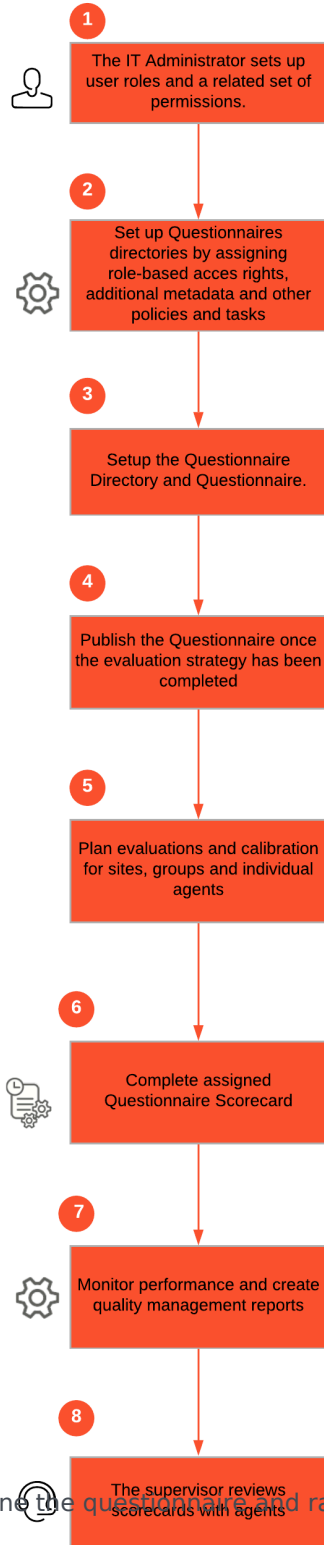 1
The IT Administrator sets up
user roles and a related set of
permissions.
2
Set up Questionnaires
directories by assigning
role-based acces rights,
additional metadata and other
policies and tasks
3
Setup the Questionnaire
Directory and Questionnaire.
4
Publish the Questionnaire once
the evaluation strategy has been
completed
5
Plan evaluations and calibration
for sites, groups and individual
agents
6
Complete assigned
Questionnaire Scorecard
7
Monitor performance and create
quality management reports
8
The supervisor reviews
scorecards with agents
the questionnaire and